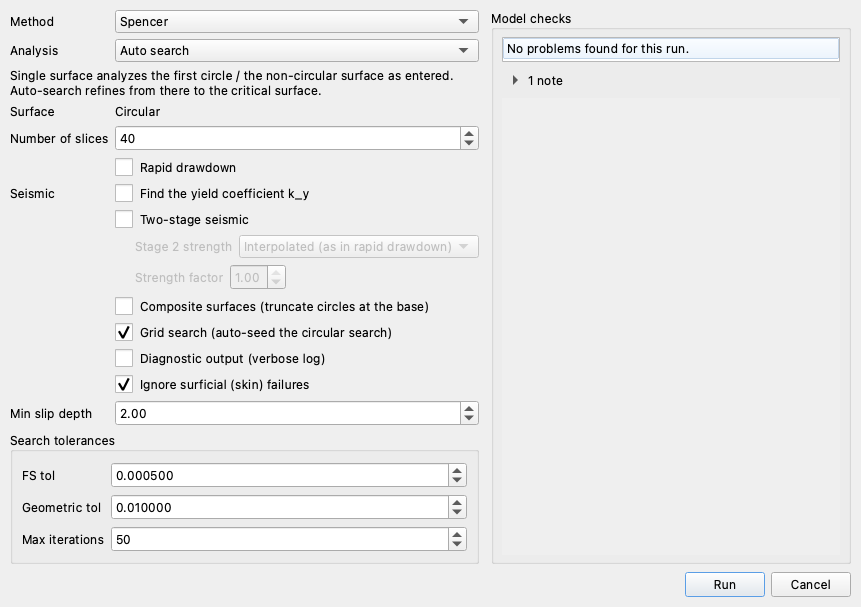 Method Spencer
Analysis Auto search
Single surface analyzes the first circle / the non-circular surface as entered.
Auto-search refines from there to the critical surface.
Surface Circular
Number of slices 40
Rapid drawdown
Seismic Find the yield coefficient k_y
Two-stage seismic
Stage 2 strength Interpolated (as in rapid drawdown)
Strength factor 1.00
Composite surfaces (truncate circles at the base)
Grid search (auto-seed the circular search)
Diagnostic output (verbose log)
Ignore surficial (skin) failures
Min slip depth 2.00
Search tolerances
FS tol 0.000500
Geometric tol 0.010000
Max iterations 50
Model checks
No problems found for this run.
1 note
Run Cancel